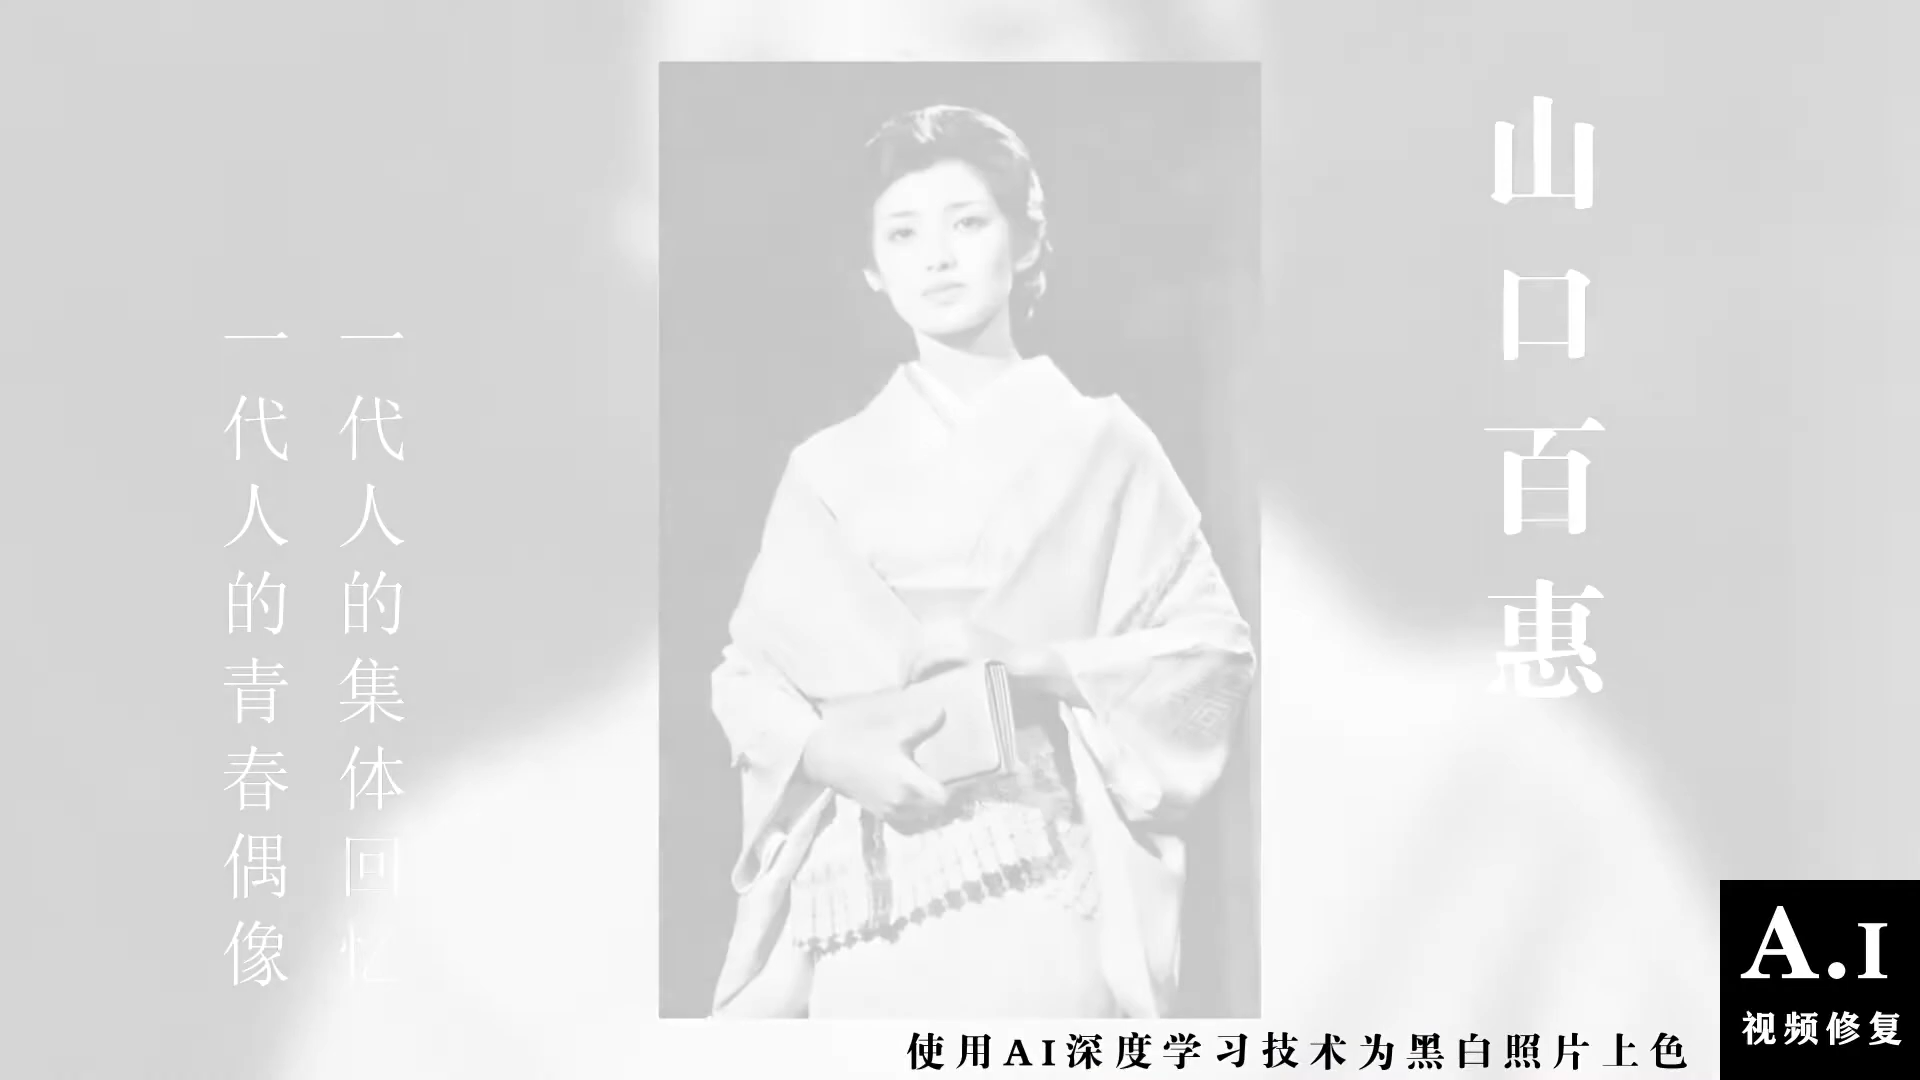 山口百惠
一代人的集体回忆
一代人的青春偶像
A.I
视频修复
使用AI深度学习技术为黑白照片上色